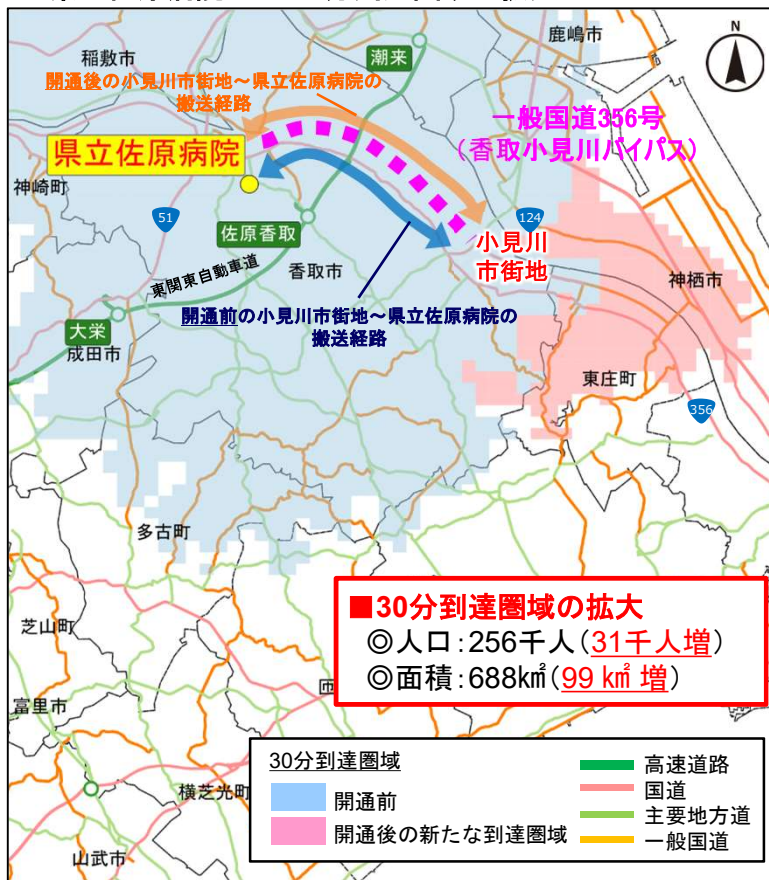 稲敷市
鹿嶋市
N
潮来
開通後の小見川市街地～県立佐原病院の
搬送経路
一般国道356号
（香取小見川バイパス）
県立佐原病院
神崎町
51
佐原香取
124
小見川
市街地
東関東自動車道
香取市
神栖市
開通前の小見川市街地～県立佐原病院の
搬送経路
大栄
成田市
東庄町
356
多古町
■30分到達圏域の拡大
◎人口：256千人（31千人増）
◎面積：688k㎡（99 k㎡ 増）
芝山町
富里市
横芝光町
山武市
30分到達圏域
開通前
開通後の新たな到達圏域
高速道路
国道
主要地方道
一般国道